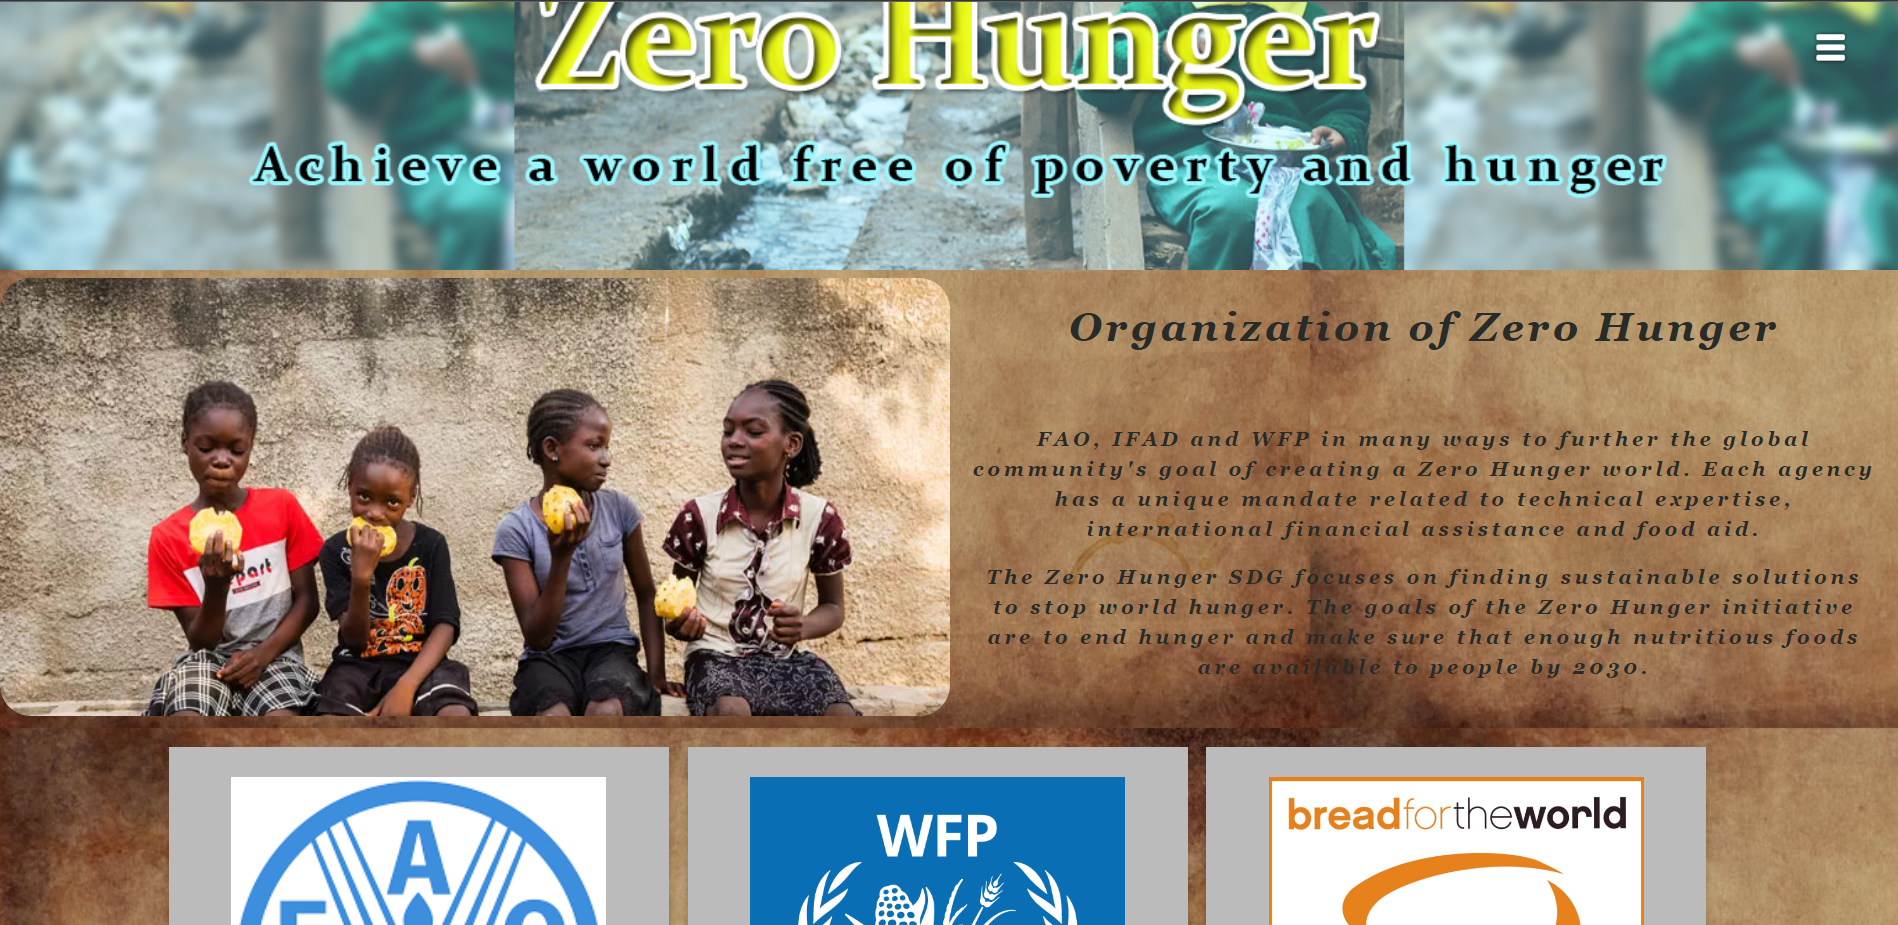 Zero Hunger
Achieve a world free of poverty and hunger
Organization of Zero Hunger
FAO, IFAD and WFP in many ways to further the global
community's goal of creating a Zero Hunger world. Each agency
has a unique mandate related to technical expertise,
international financial assistance and food aid.
The Zero Hunger SDG focuses on finding sustainable solutions
to stop world hunger. The goals of the Zero Hunger initiative
are to end hunger and make sure that enough nutritious foods
are available to people by 2030.
FAO
WFP
breadfortheworld